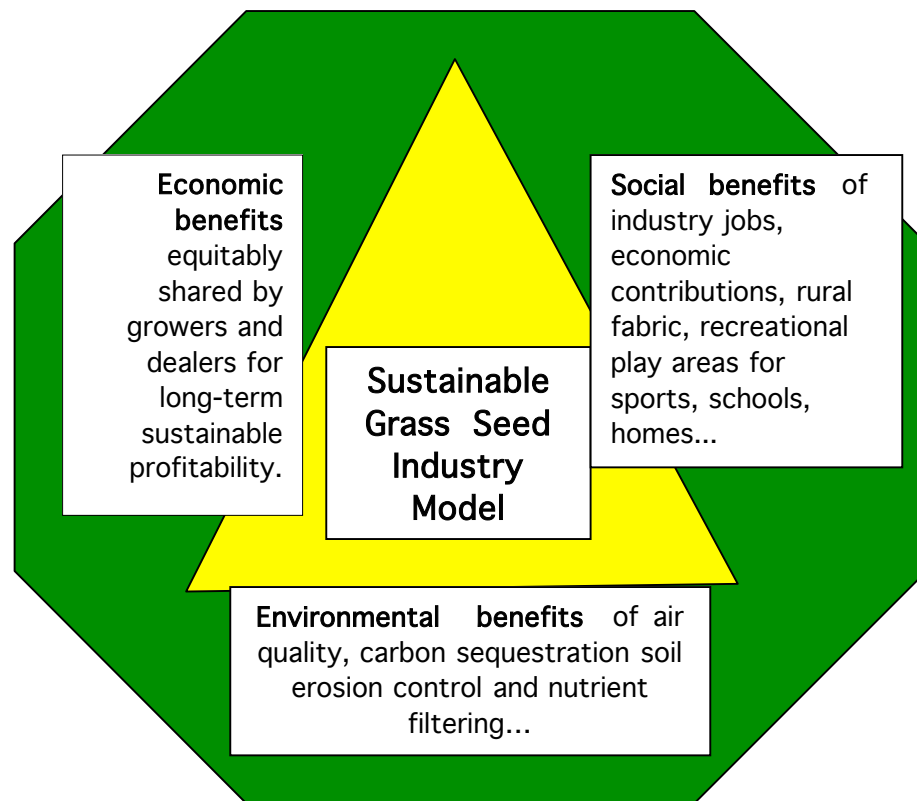 Economic
benefits
equitably
shared by
growers and
dealers for
long-term
sustainable
profitability.
Social benefits of
industry jobs,
economic
contributions, rural
fabric, recreational
play areas for
sports, schools,
homes...
Sustainable
Grass Seed
Industry
Model
Environmental benefits of air
quality, carbon sequestration soil
erosion control and nutrient
filtering...